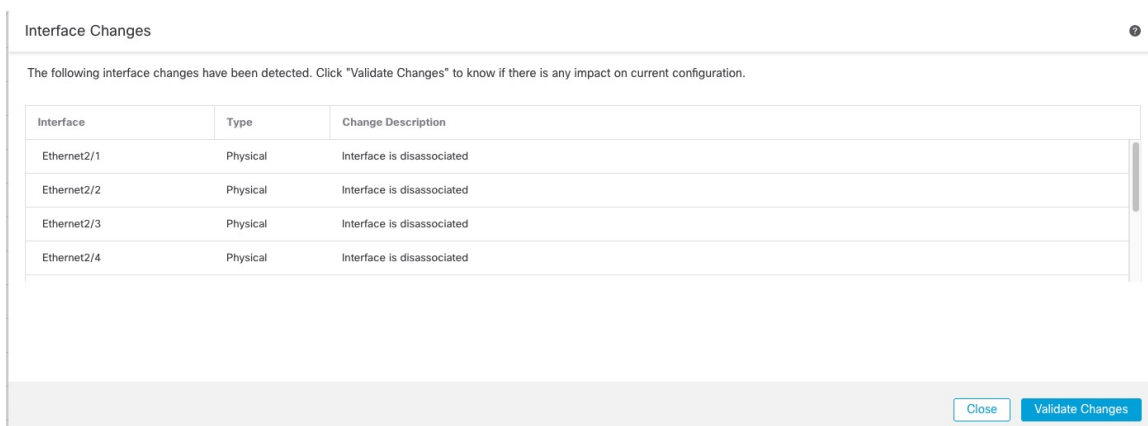 Interface Changes
The following interface changes have been detected. Click "Validate Changes" to know if there is any impact on current configuration.
Interface Type Change Description
Ethernet2/1 Physical Interface is disassociated
Ethernet2/2 Physical Interface is disassociated
Ethernet2/3 Physical Interface is disassociated
Ethernet2/4 Physical Interface is disassociated
Close Validate Changes